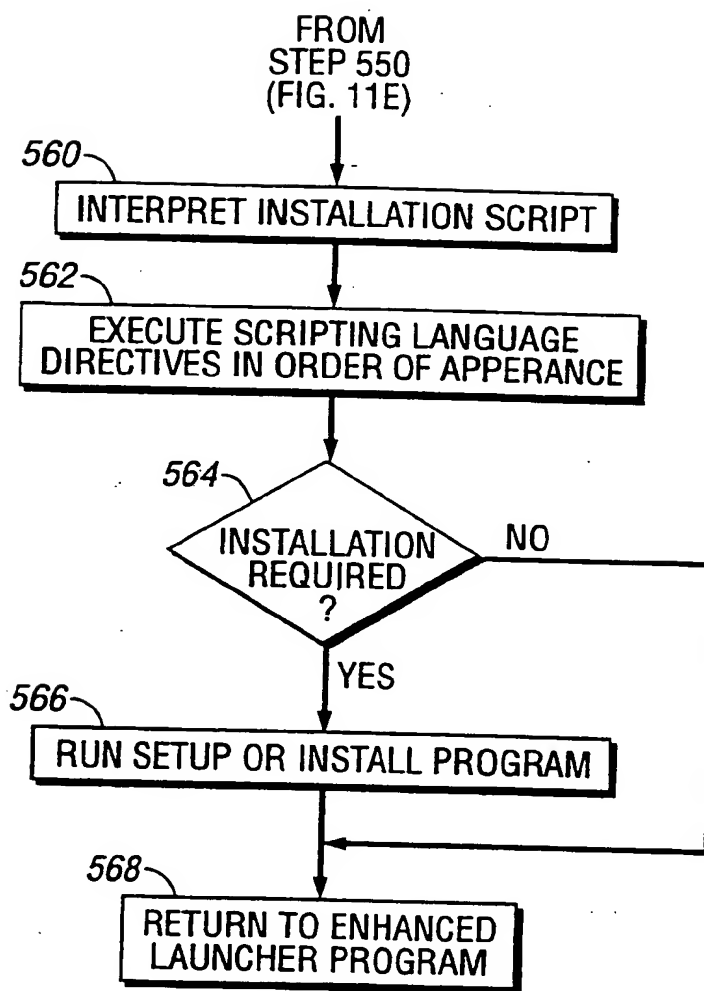 FROM
STEP 550
(FIG. 11E)
560
INTERPRET INSTALLATION SCRIPT
562
EXECUTE SCRIPTING LANGUAGE
DIRECTIVES IN ORDER OF APPERANCE
564
INSTALLATION
REQUIRED
?
NO
YES
566
RUN SETUP OR INSTALL PROGRAM
568
RETURN TO ENHANCED
LAUNCHER PROGRAM